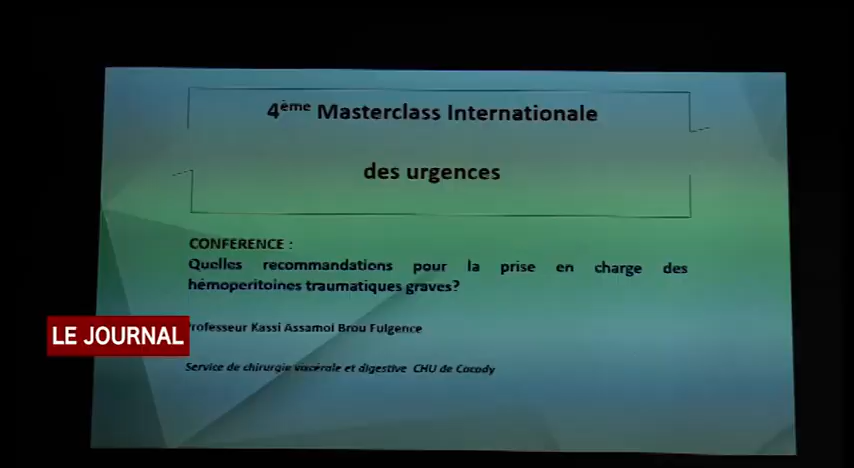 4ème Masterclass Internationale
des urgences
CONFERENCE :
Quelles recommandations pour la prise en charge des
hémoperitoines traumatiques graves?
LE JOURNAL
Professeur Kassi Assamoi Brou Fulgence
Service de chirurgie viscérale et digestive CHU de Cocody